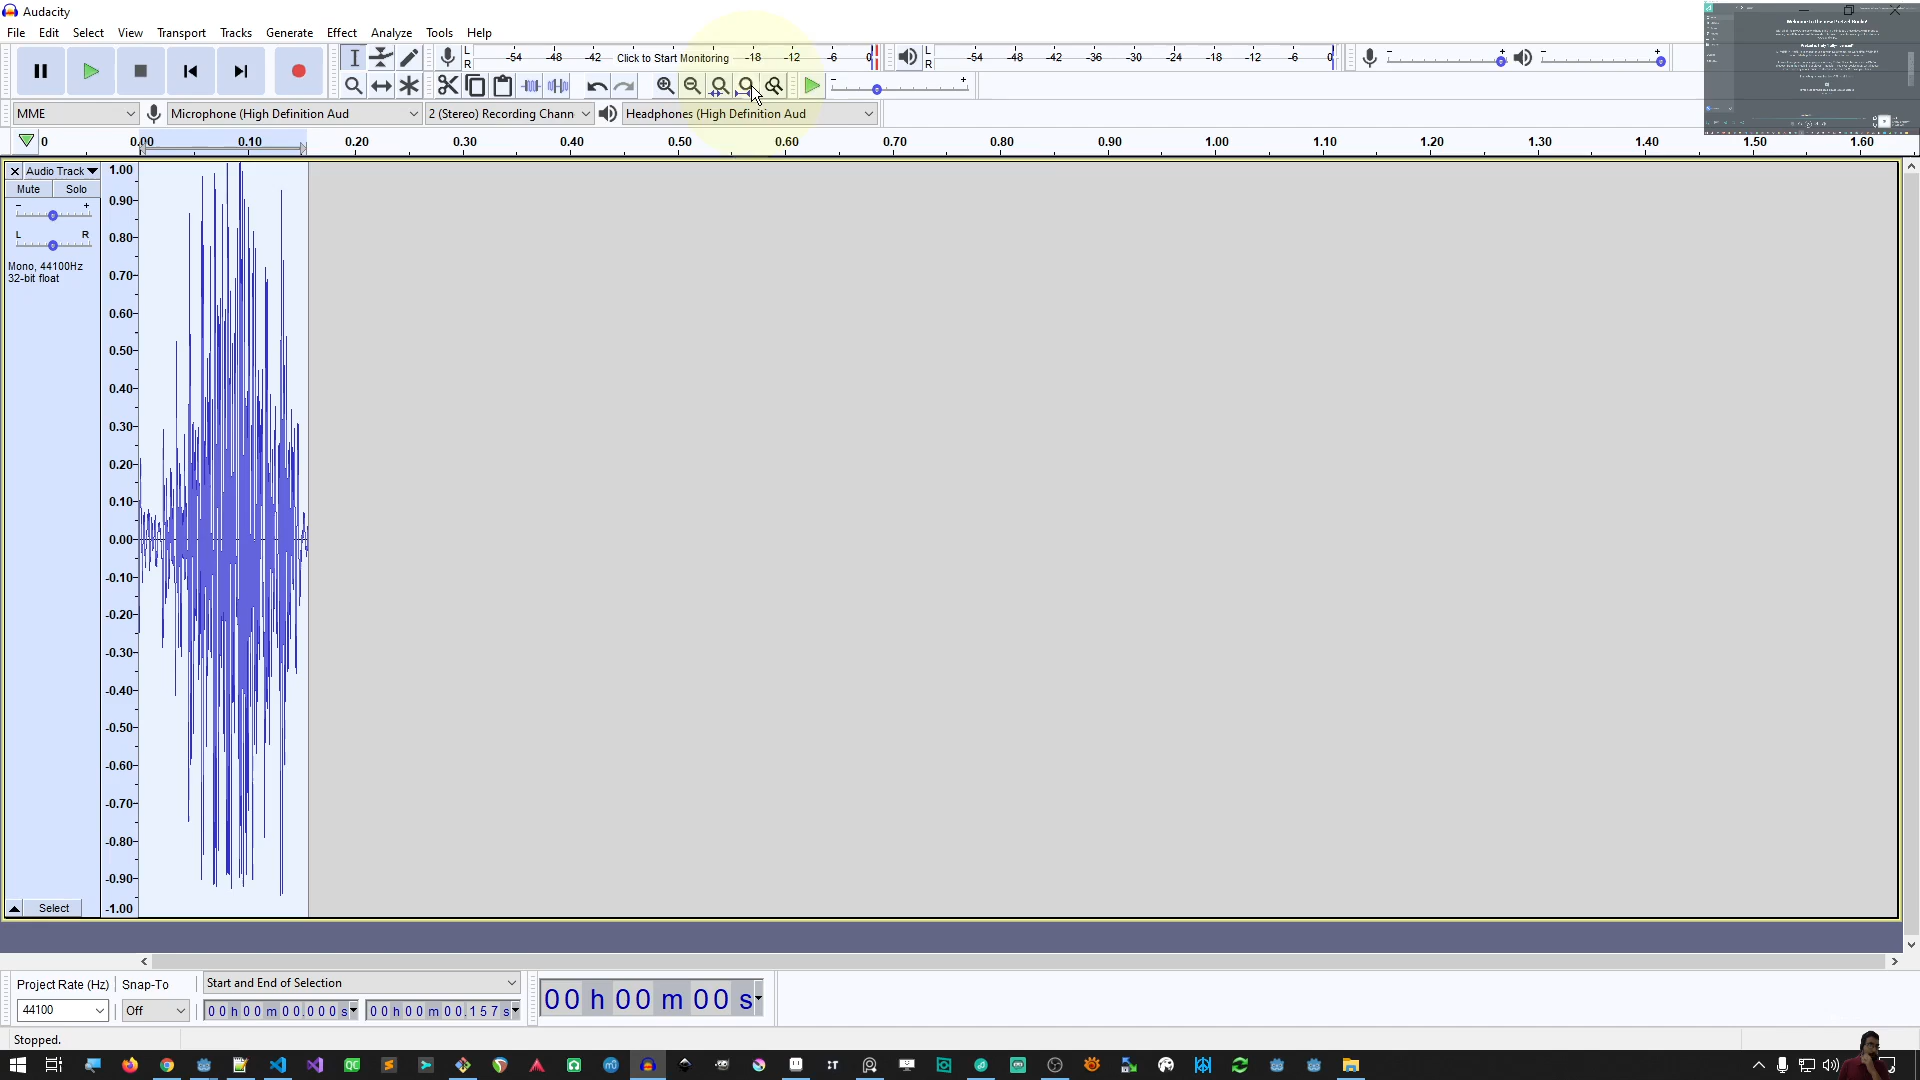 Audacity
File Edit Select View Transport Tracks Generate Effect Analyze Tools Help
L R -54 -48 -42 Click to Start Monitoring -18 -12 -6 0 L R -54 -48 -42 -36 -30 -24 -18 -12 -6 0
MME Microphone (High Definition Aud 2 (Stereo) Recording Chann Headphones (High Definition Aud
0 0.00 0.10 0.20 0.30 0.40 0.50 0.60 0.70 0.80 0.90 1.00 1.10 1.20 1.30 1.40 1.50 1.60
Audio Track
Mute Solo
L R
Mono, 44100Hz
32-bit float
1.00
0.90
0.80
0.70
0.60
0.50
0.40
0.30
0.20
0.10
0.00
-0.10
-0.20
-0.30
-0.40
-0.50
-0.60
-0.70
-0.80
-0.90
-1.00
Select
Project Rate (Hz) Snap-To Start and End of Selection
44100 Off 00 h 00 m 00.000 s 00 h 00 m 00.157 s 00 h 00 m 00 s
Stopped.